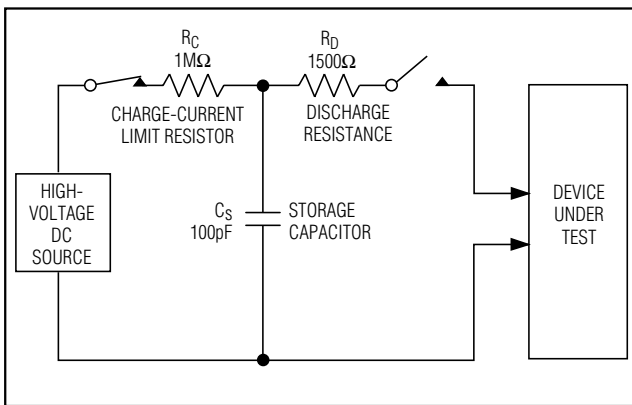 R_C
1MΩ
CHARGE-CURRENT
LIMIT RESISTOR
R_D
1500Ω
DISCHARGE
RESISTANCE
HIGH-
VOLTAGE
DC
SOURCE
C_S
100pF
STORAGE
CAPACITOR
DEVICE
UNDER
TEST